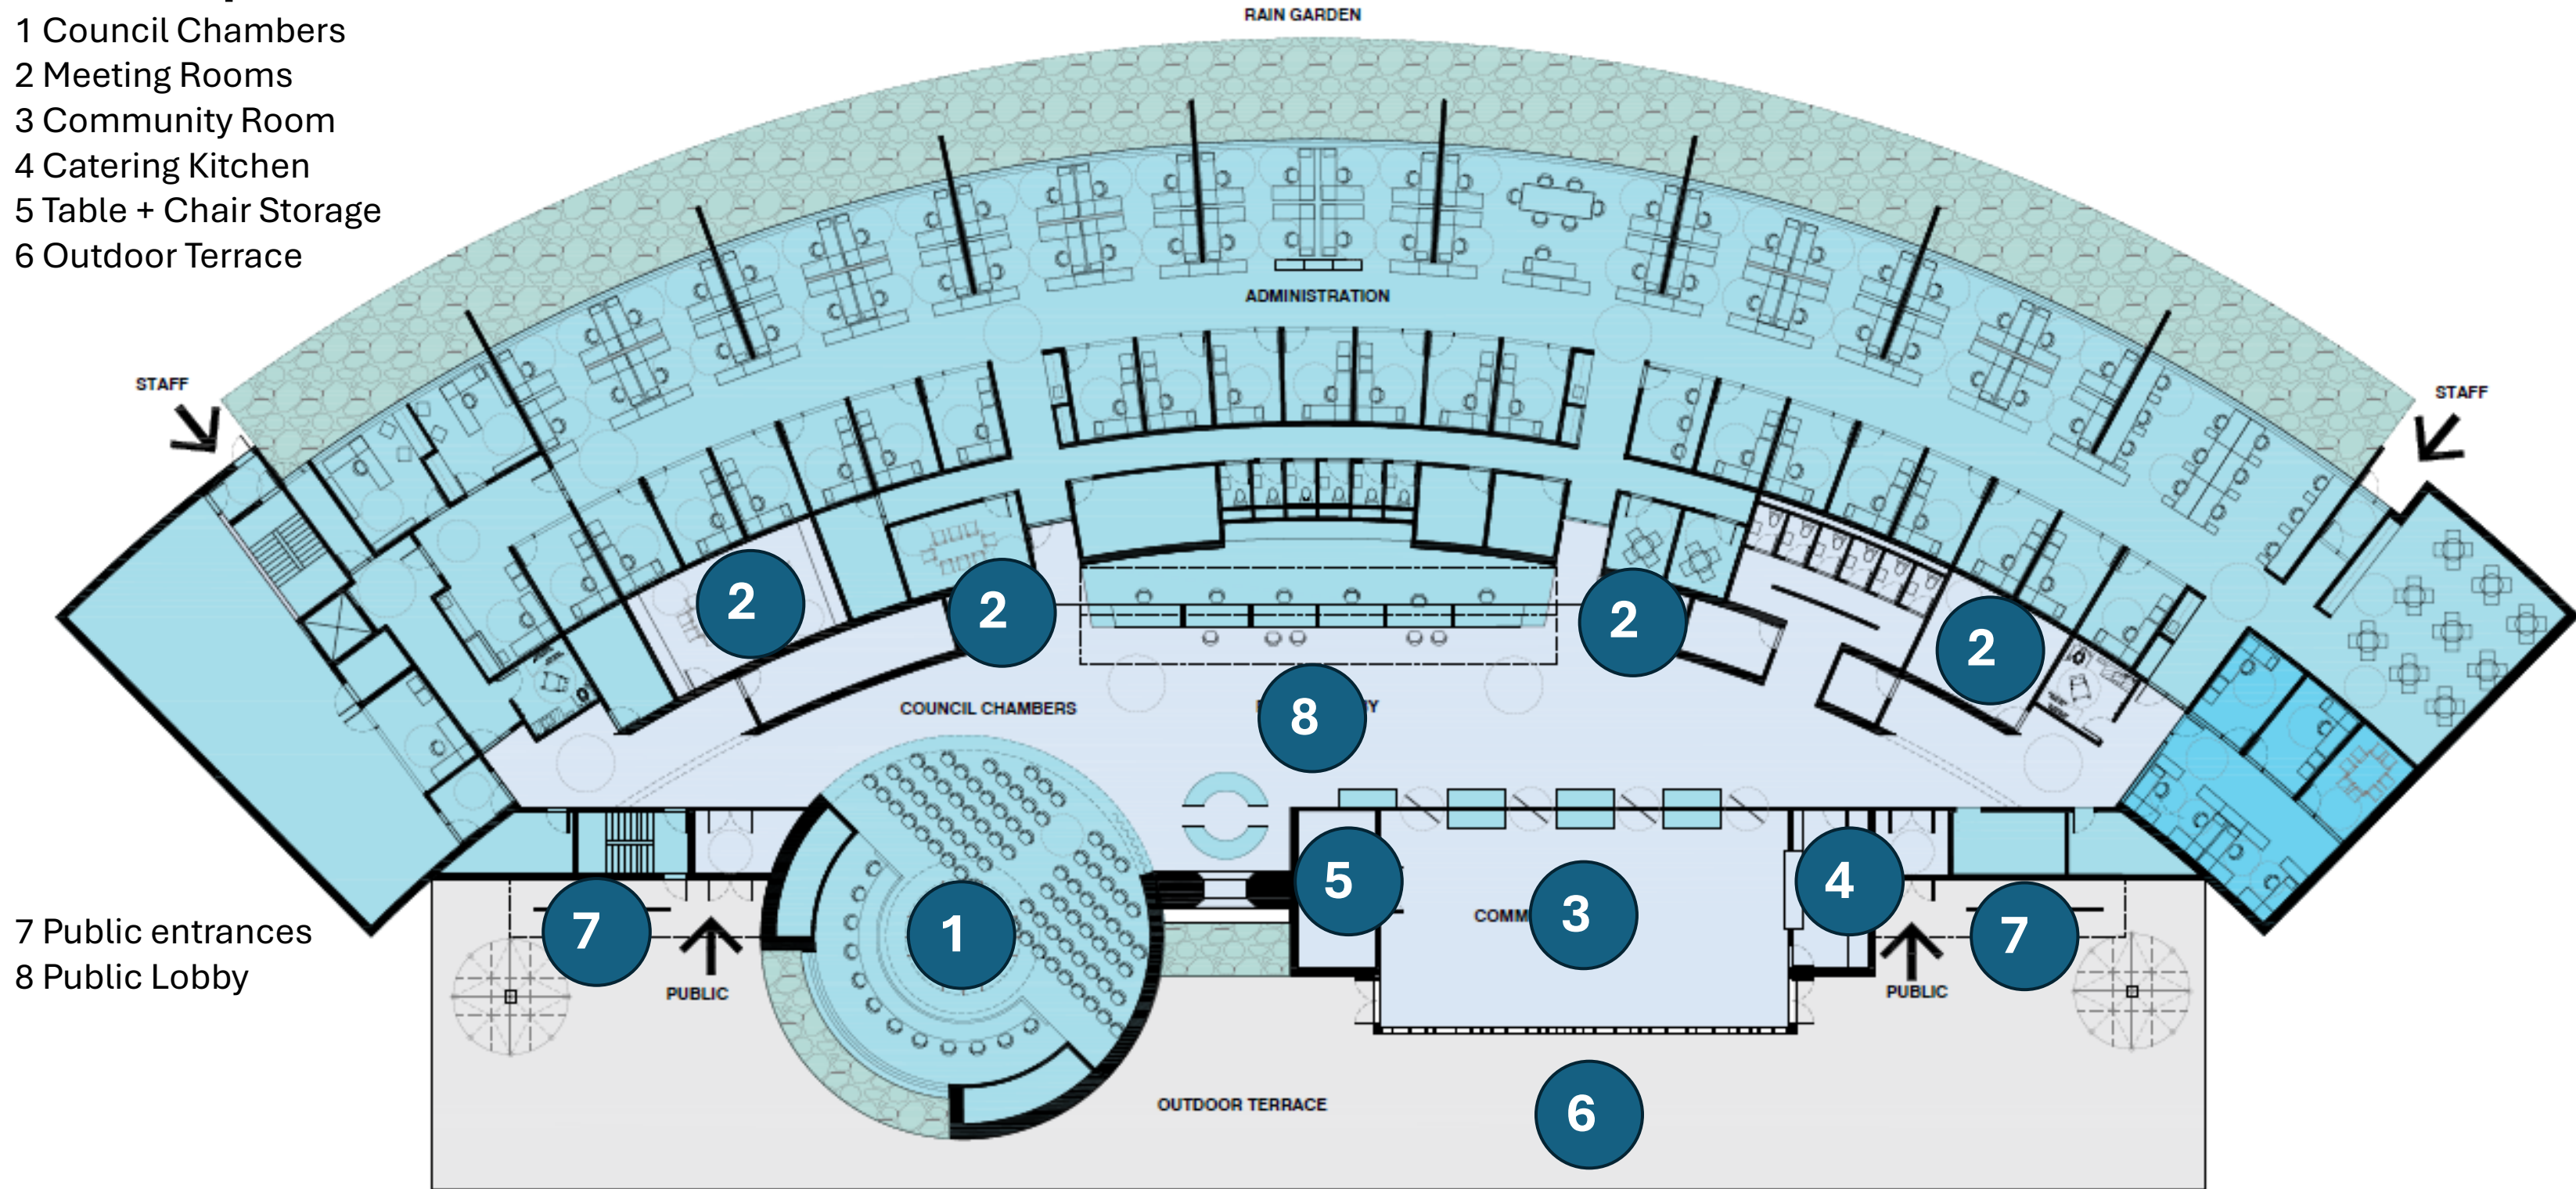 1 Council Chambers
2 Meeting Rooms
3 Community Room
4 Catering Kitchen
5 Table + Chair Storage
6 Outdoor Terrace
RAIN GARDEN
ADMINISTRATION
STAFF
STAFF
2
2
2
2
COUNCIL CHAMBERS
8
5
3
4
COMM
1
7
7
7 Public entrances
8 Public Lobby
PUBLIC
PUBLIC
OUTDOOR TERRACE
6